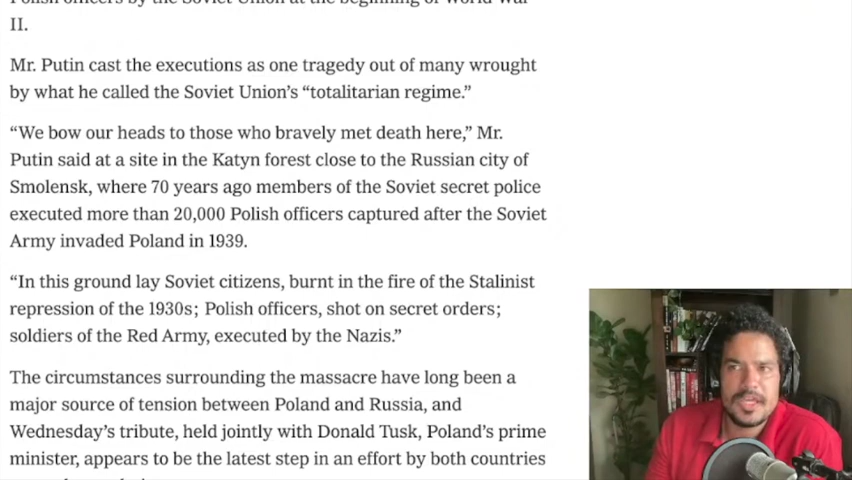 II.
Mr. Putin cast the executions as one tragedy out of many wrought
by what he called the Soviet Union’s “totalitarian regime.”
“We bow our heads to those who bravely met death here,” Mr.
Putin said at a site in the Katyn forest close to the Russian city of
Smolensk, where 70 years ago members of the Soviet secret police
executed more than 20,000 Polish officers captured after the Soviet
Army invaded Poland in 1939.
“In this ground lay Soviet citizens, burnt in the fire of the Stalinist
repression of the 1930s; Polish officers, shot on secret orders;
soldiers of the Red Army, executed by the Nazis.”
The circumstances surrounding the massacre have long been a
major source of tension between Poland and Russia, and
Wednesday’s tribute, held jointly with Donald Tusk, Poland’s prime
minister, appears to be the latest step in an effort by both countries